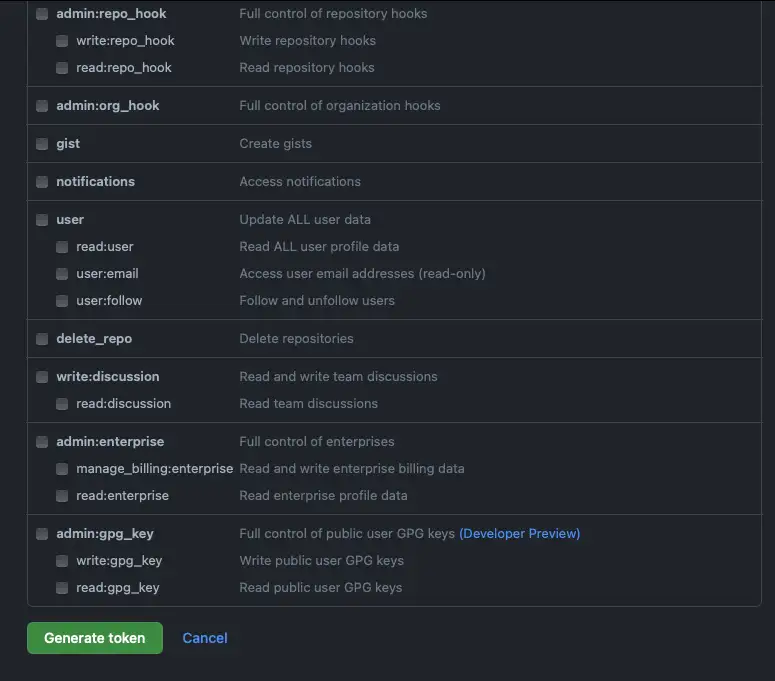 admin:repo_hook Full control of repository hooks
write:repo_hook Write repository hooks
read:repo_hook Read repository hooks
admin:org_hook Full control of organization hooks
gist Create gists
notifications Access notifications
user Update ALL user data
read:user Read ALL user profile data
user:email Access user email addresses (read-only)
user:follow Follow and unfollow users
delete_repo Delete repositories
write:discussion Read and write team discussions
read:discussion Read team discussions
admin:enterprise Full control of enterprises
manage_billing:enterprise Read and write enterprise billing data
read:enterprise Read enterprise profile data
admin:gpg_key Full control of public user GPG keys (Developer Preview)
write:gpg_key Write public user GPG keys
read:gpg_key Read public user GPG keys
Generate token Cancel